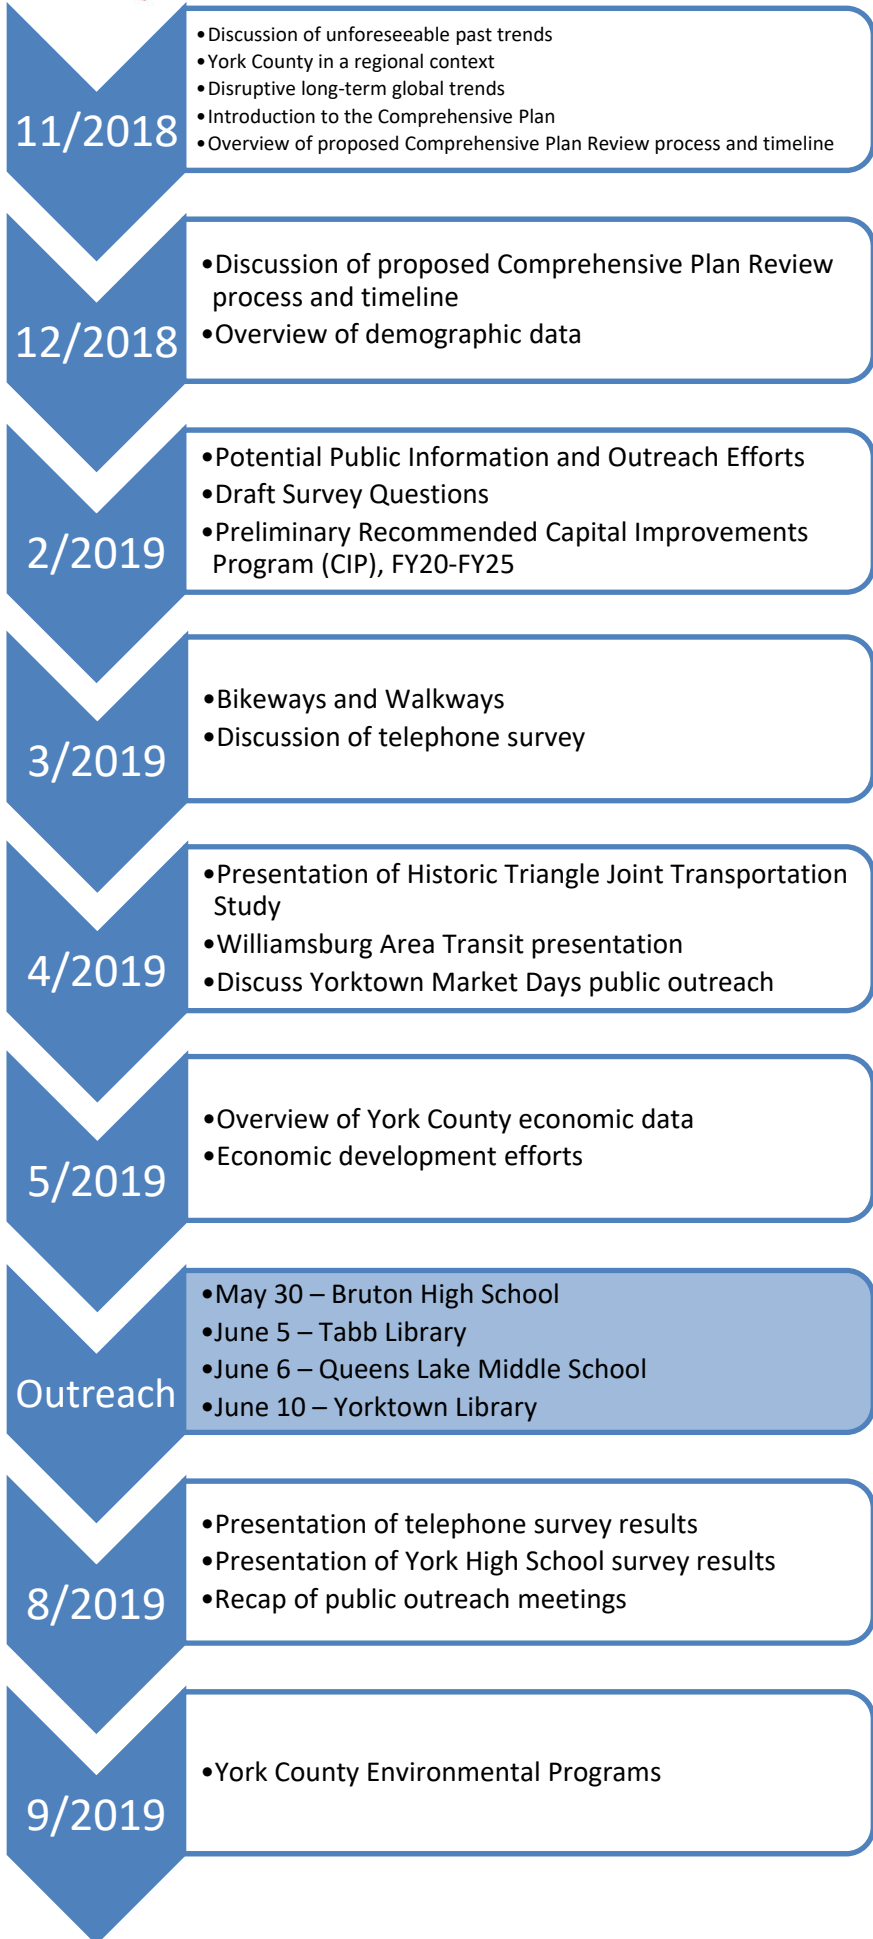 11/2018
•Discussion of unforeseeable past trends
•York County in a regional context
•Disruptive long-term global trends
•Introduction to the Comprehensive Plan
•Overview of proposed Comprehensive Plan Review process and timeline
12/2018
•Discussion of proposed Comprehensive Plan Review
process and timeline
•Overview of demographic data
2/2019
•Potential Public Information and Outreach Efforts
•Draft Survey Questions
•Preliminary Recommended Capital Improvements
Program (CIP), FY20-FY25
3/2019
•Bikeways and Walkways
•Discussion of telephone survey
4/2019
•Presentation of Historic Triangle Joint Transportation
Study
•Williamsburg Area Transit presentation
•Discuss Yorktown Market Days public outreach
5/2019
•Overview of York County economic data
•Economic development efforts
Outreach
•May 30 – Bruton High School
•June 5 – Tabb Library
•June 6 – Queens Lake Middle School
•June 10 – Yorktown Library
8/2019
•Presentation of telephone survey results
•Presentation of York High School survey results
•Recap of public outreach meetings
9/2019
•York County Environmental Programs